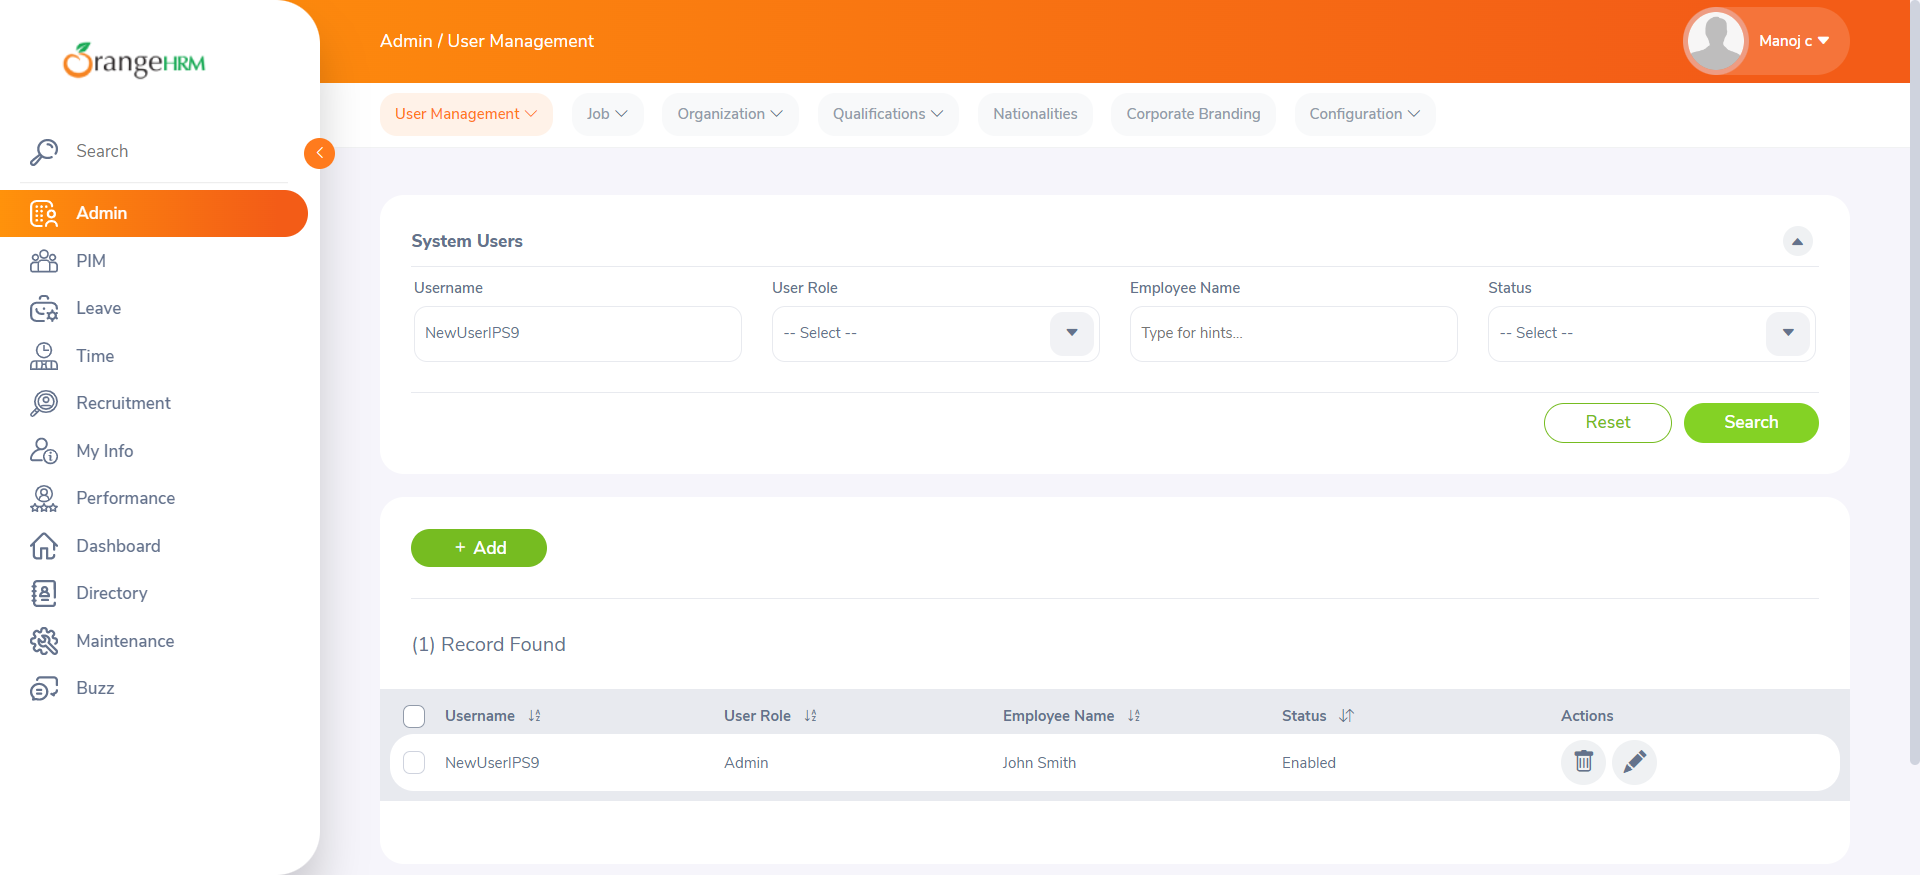 OrangeHRM
Search
Admin
PIM
Leave
Time
Recruitment
My Info
Performance
Dashboard
Directory
Maintenance
Buzz
Admin / User Management
Manoj c
User Management
Job
Organization
Qualifications
Nationalities
Corporate Branding
Configuration
System Users
Username
User Role
Employee Name
Status
NewUserIPS9
-- Select --
Type for hints...
-- Select --
Reset
Search
+ Add
(1) Record Found
Username
User Role
Employee Name
Status
Actions
NewUserIPS9
Admin
John Smith
Enabled